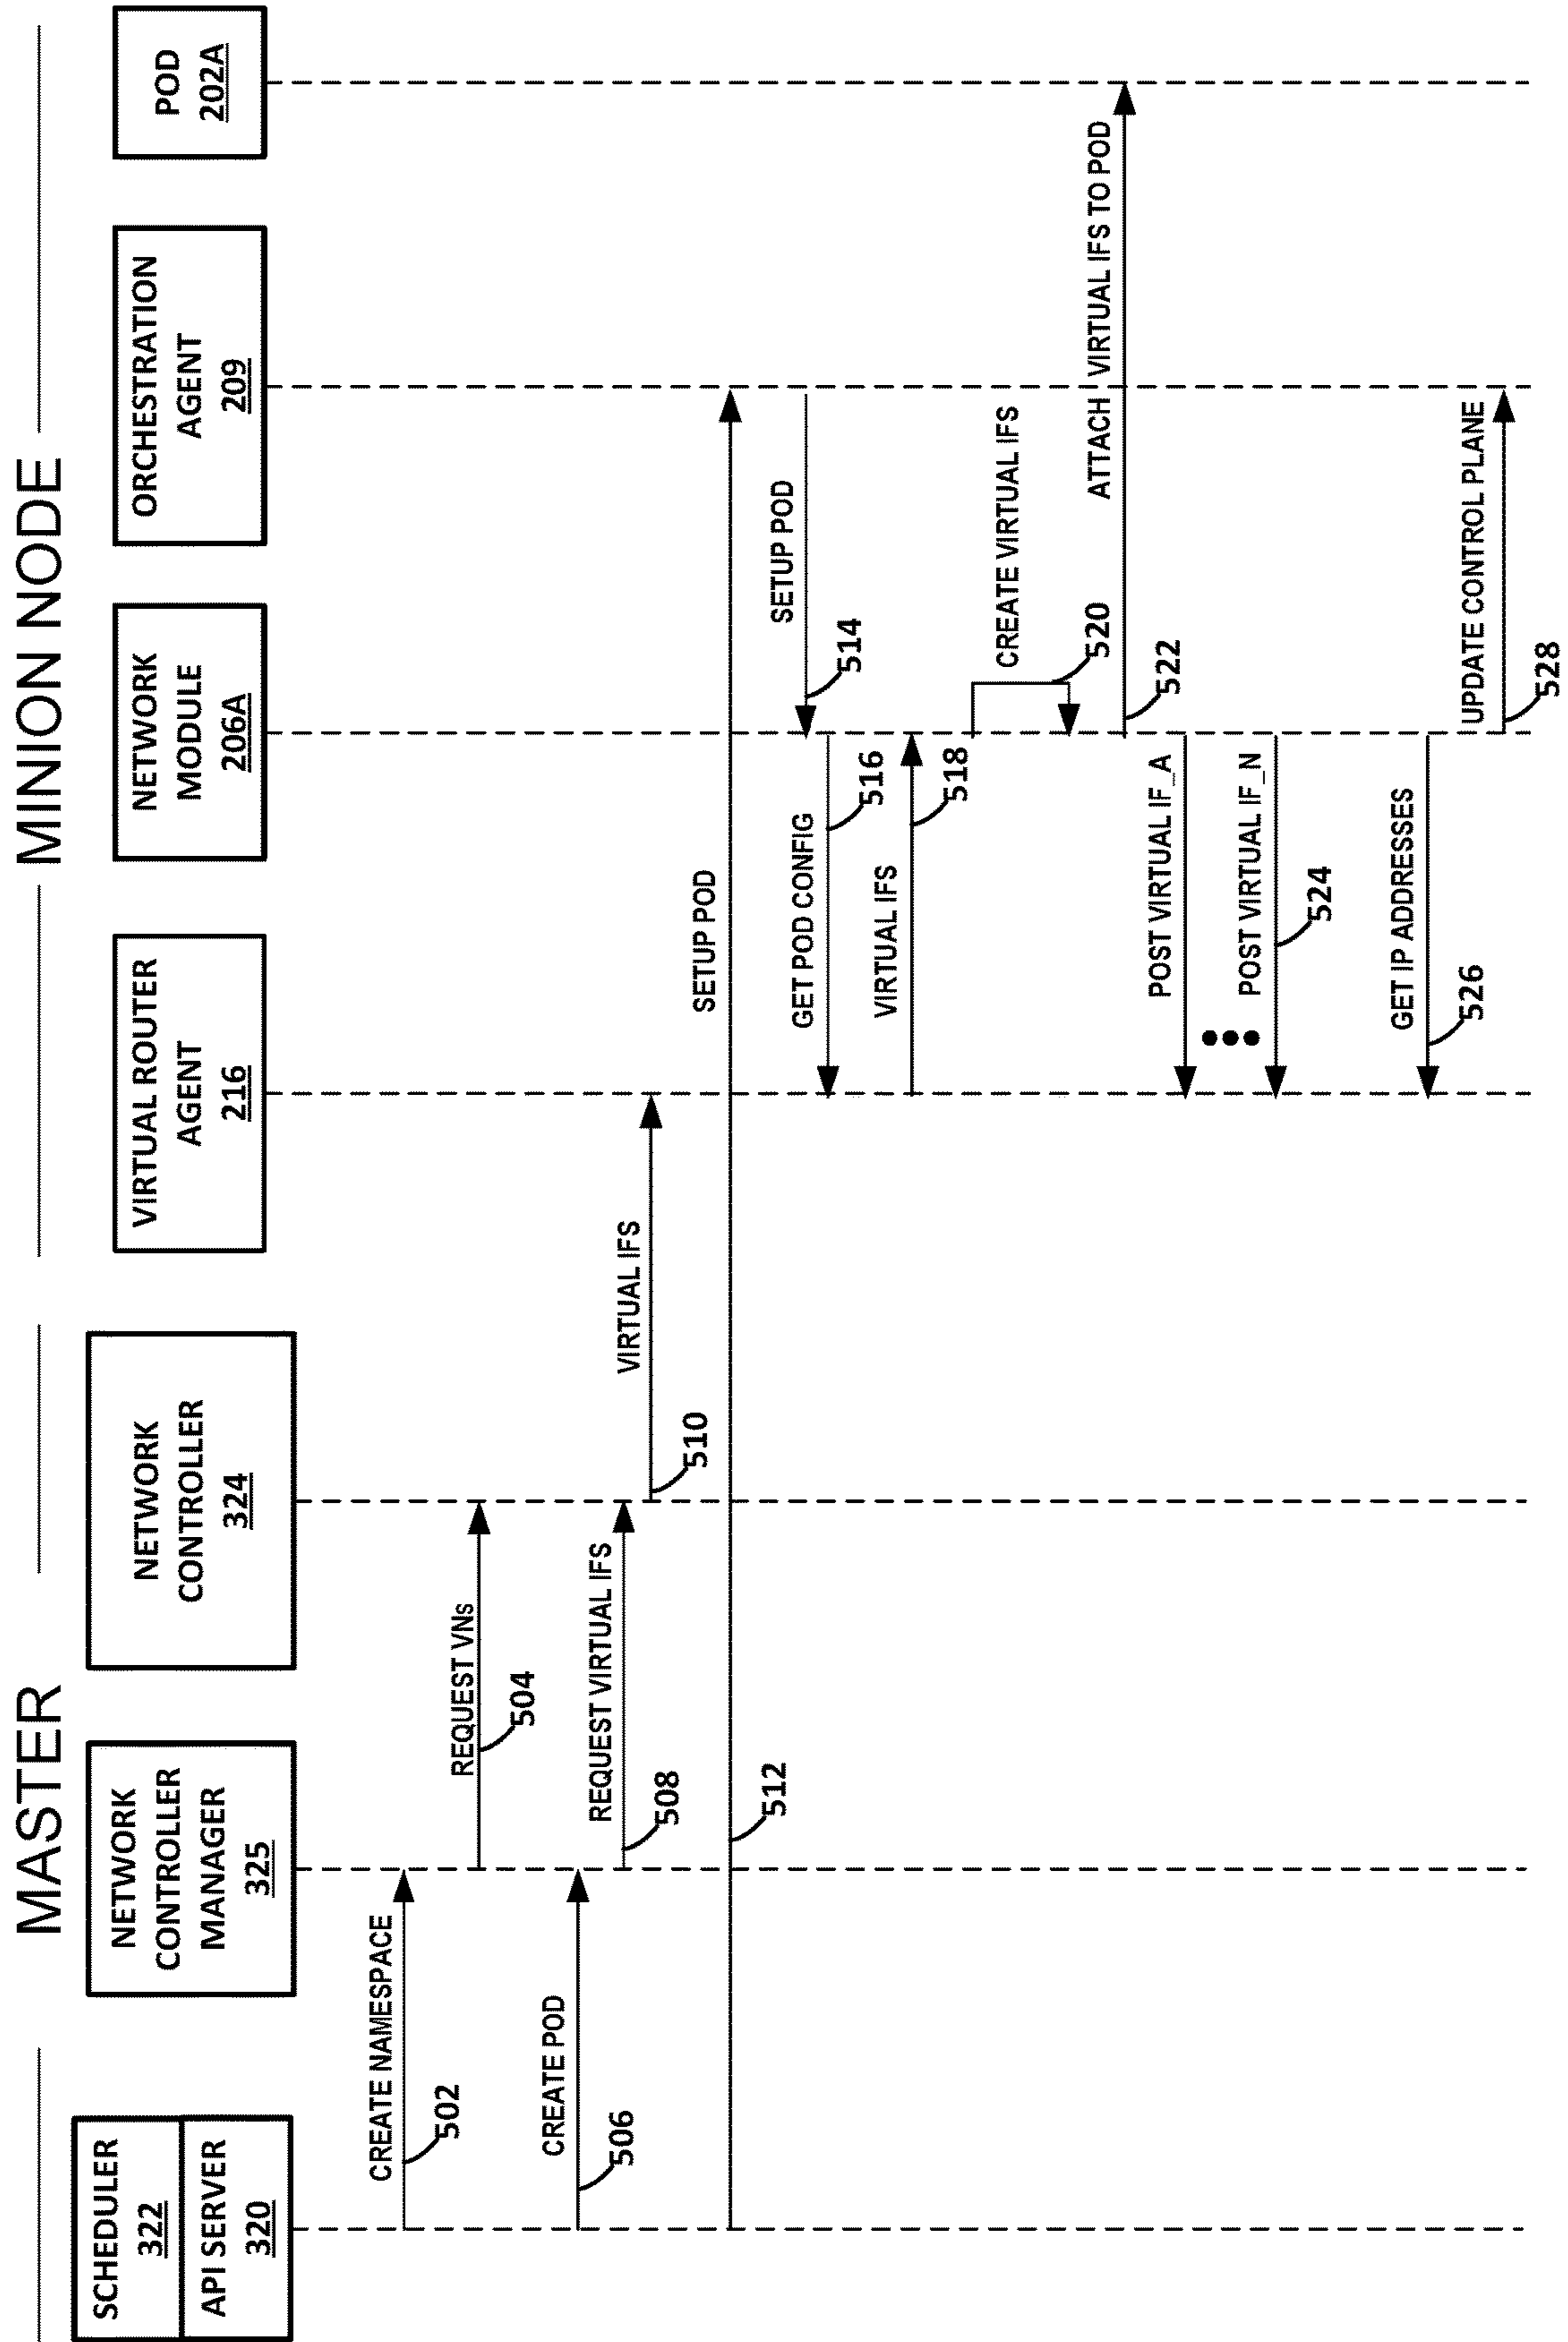 MASTER
MINION NODE
SCHEDULER
322
API SERVER
320
NETWORK
CONTROLLER
MANAGER
325
NETWORK
CONTROLLER
324
VIRTUAL ROUTER
AGENT
216
NETWORK
MODULE
206A
ORCHESTRATION
AGENT
209
POD
202A
CREATE NAMESPACE
502
REQUEST VNs
504
CREATE POD
506
REQUEST VIRTUAL IFS
508
VIRTUAL IFS
510
SETUP POD
512
SETUP POD
514
GET POD CONFIG
516
VIRTUAL IFS
518
CREATE VIRTUAL IFS
520
ATTACH VIRTUAL IFS TO POD
522
POST VIRTUAL IF_A
POST VIRTUAL IF_N
524
GET IP ADDRESSES
526
UPDATE CONTROL PLANE
528